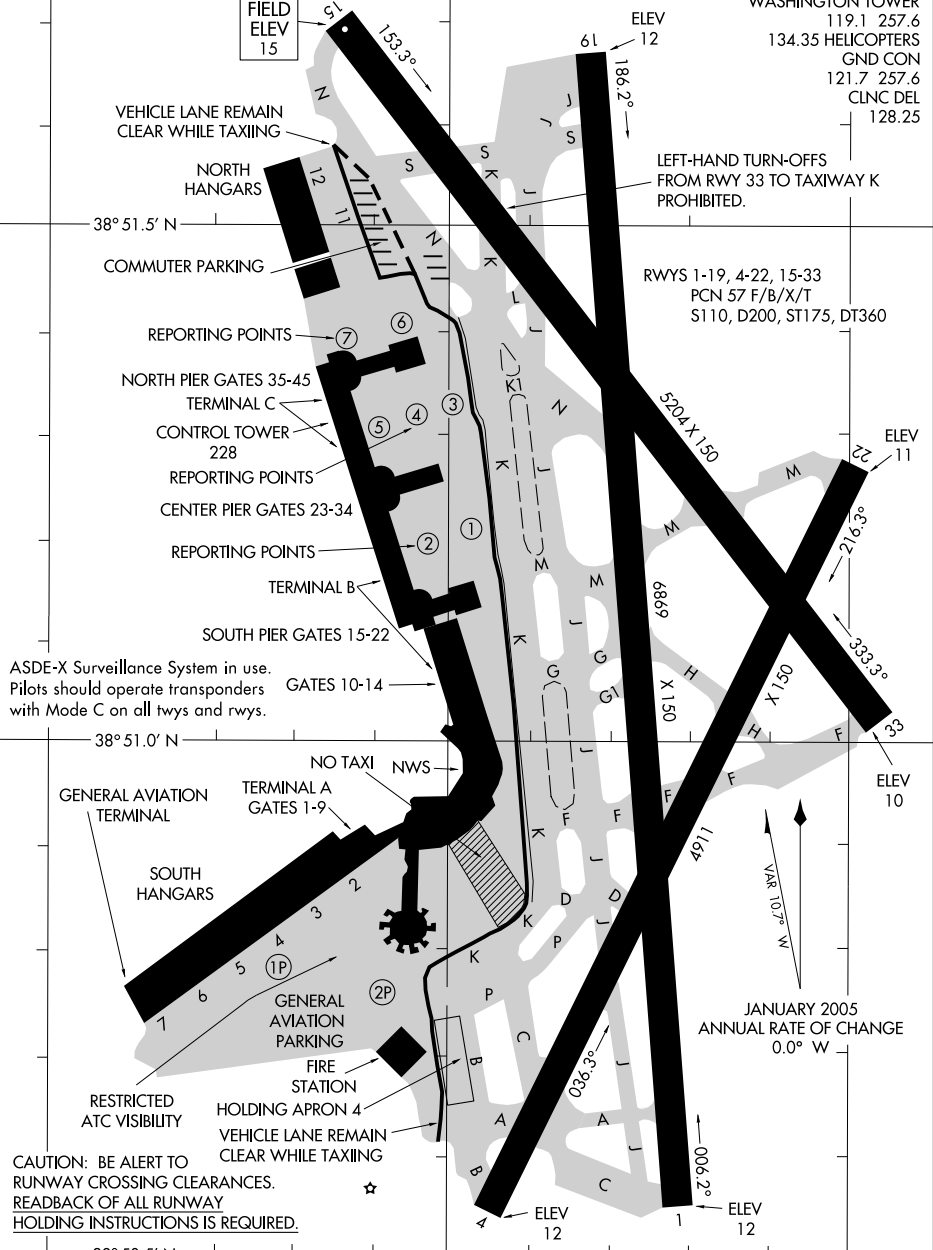 FIELD
ELEV
15
15
153.3°
ELEV
12
19
186.2°
WASHINGTON TOWER
119.1 257.6
134.35 HELICOPTERS
GND CON
121.7 257.6
CLNC DEL
128.25
N
J
J
S
VEHICLE LANE REMAIN
CLEAR WHILE TAXIING
S
S
K
J
LEFT-HAND TURN-OFFS
FROM RWY 33 TO TAXIWAY K
PROHIBITED.
NORTH
HANGARS
12
11
38° 51.5' N
N
COMMUTER PARKING
K
L
J
RWYS 1-19, 4-22, 15-33
PCN 57 F/B/X/T
S110, D200, ST175, DT360
REPORTING POINTS
7
6
NORTH PIER GATES 35-45
K1
TERMINAL C
5
4
3
N
5204 X 150
CONTROL TOWER
228
REPORTING POINTS
K
J
M
22
ELEV
11
CENTER PIER GATES 23-34
216.3°
REPORTING POINTS
2
1
M
M
M
TERMINAL B
6869 X 150
SOUTH PIER GATES 15-22
K
J
G
G
G1
H
X 150
333.3°
ASDE-X Surveillance System in use.
Pilots should operate transponders
with Mode C on all twys and rwys.
GATES 10-14
38° 51.0' N
J
H
F
33
NO TAXI
NWS
ELEV
10
TERMINAL A
GATES 1-9
GENERAL AVIATION
TERMINAL
K
F
F
F
F
4911
VAR 10.7° W
SOUTH
HANGARS
J
2
3
4
5
6
7
D
D
K
P
J
K
1P
2P
P
GENERAL
AVIATION
PARKING
C
JANUARY 2005
ANNUAL RATE OF CHANGE
0.0° W
FIRE
STATION
B
J
036.3°
RESTRICTED
ATC VISIBILITY
HOLDING APRON 4
A
A
VEHICLE LANE REMAIN
CLEAR WHILE TAXIING
J
006.2°
CAUTION: BE ALERT TO
RUNWAY CROSSING CLEARANCES.
READBACK OF ALL RUNWAY
HOLDING INSTRUCTIONS IS REQUIRED.
B
C
4
ELEV
12
1
ELEV
12